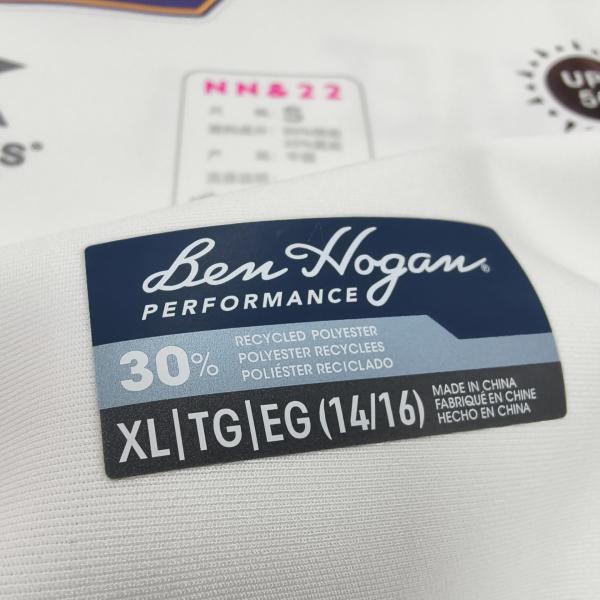 NN&22
S
UP
A
S®
Ben Hogan®
PERFORMANCE
30%
RECYCLED POLYESTER
POLYESTER RECYCLEES
POLIÉSTER RECICLADO
XL|TG|EG (14/16)
MADE IN CHINA
FABRIQUÉ EN CHINE
HECHO EN CHINA